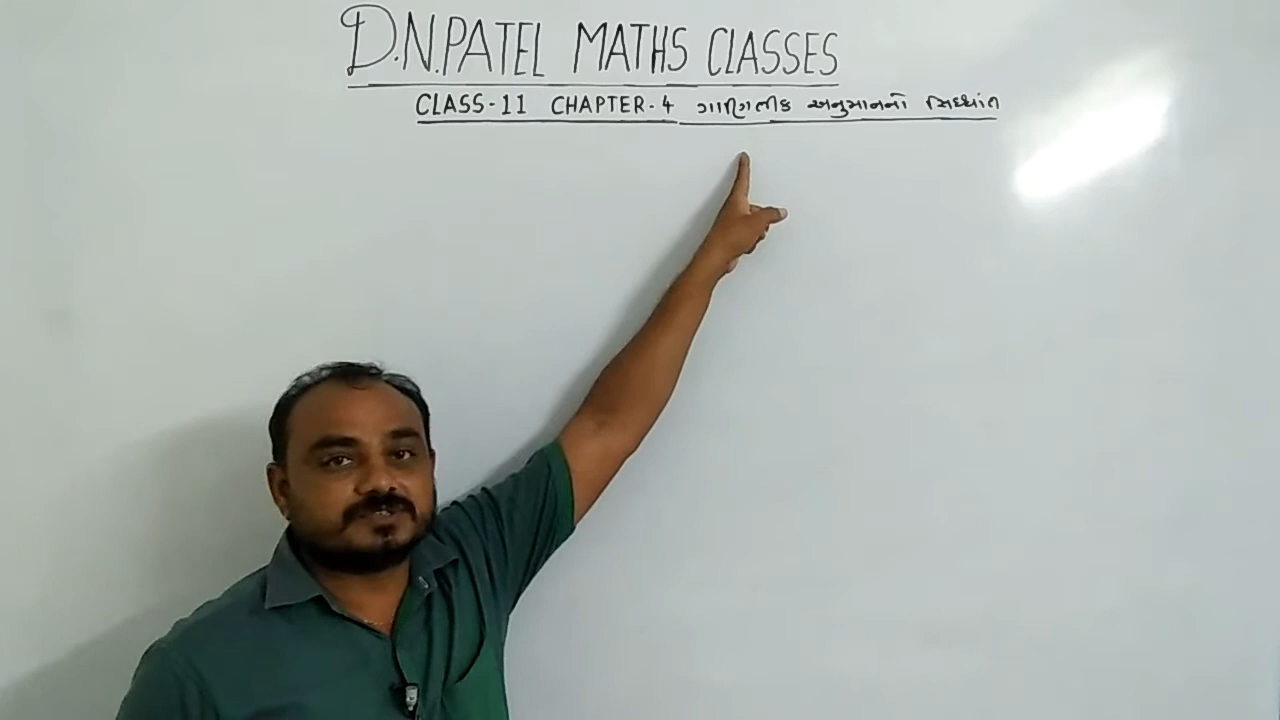 D.N.PATEL MATHS CLASSES
CLASS-11 CHAPTER-4 ગાણિતીક અનુમાનનો સિધ્ધાંત